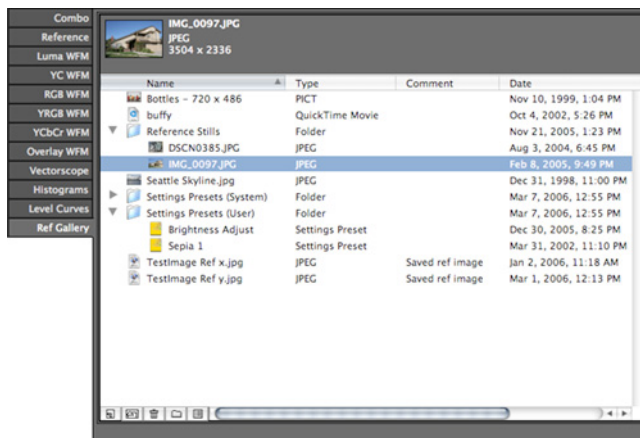 Combo
Reference
Luma WFM
YC WFM
RGB WFM
YRGB WFM
YCbCr WFM
Overlay WFM
Vectorscope
Histograms
Level Curves
Ref Gallery
IMG_0097.JPG
JPEG
3504 x 2336
Name Type Comment Date
Bottles - 720 x 486 PICT Nov 10, 1999, 1:04 PM
buffy QuickTime Movie Oct 4, 2002, 5:26 PM
Reference Stills Folder Nov 21, 2005, 1:23 PM
DSCN0385.JPG JPEG Aug 3, 2004, 6:45 PM
IMG_0097.JPG JPEG Feb 8, 2005, 9:49 PM
Seattle Skyline.jpg JPEG Dec 31, 1998, 11:00 PM
Settings Presets (System) Folder Mar 7, 2006, 12:55 PM
Settings Presets (User) Folder Mar 7, 2006, 12:55 PM
Brightness Adjust Settings Preset Dec 30, 2005, 8:25 PM
Sepia 1 Settings Preset Mar 31, 2002, 11:10 PM
TestImage Ref x.jpg JPEG Saved ref image Jan 2, 2006, 11:18 AM
TestImage Ref y.jpg JPEG Saved ref image Mar 1, 2006, 12:13 PM